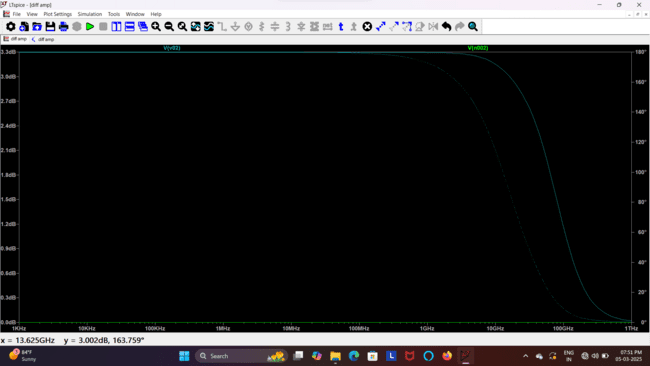 LTspice - [diff amp]
File View Plot Settings Simulation Tools Window Help
diff amp diff amp
V(v02) V(n002)
3.3dB 180°
3.0dB 160°
2.7dB 140°
2.4dB 120°
2.1dB 100°
1.8dB 80°
1.5dB 60°
1.2dB 40°
0.9dB 20°
0.6dB 0°
0.3dB
0.0dB
1KHz 10KHz 100KHz 1MHz 10MHz 100MHz 1GHz 10GHz 100GHz 1THz
x = 13.625GHz y = 3.002dB, 163.759°
84°F
Sunny
Search
ENG
IN
07:51 PM
05-03-2025